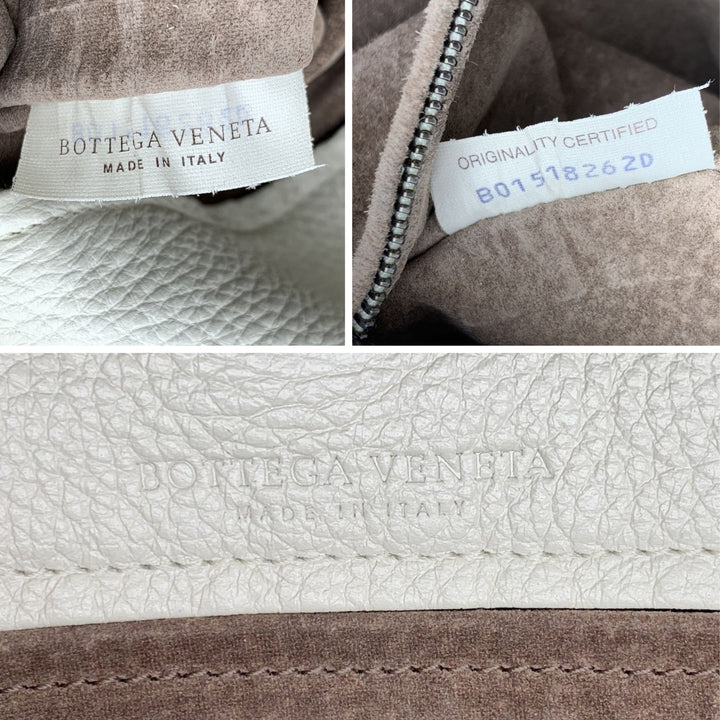 BOTTEGA VENETA
MADE IN ITALY
ORIGINALITY CERTIFIED
B01518262D
BOTTEGA VENETA
MADE IN ITALY